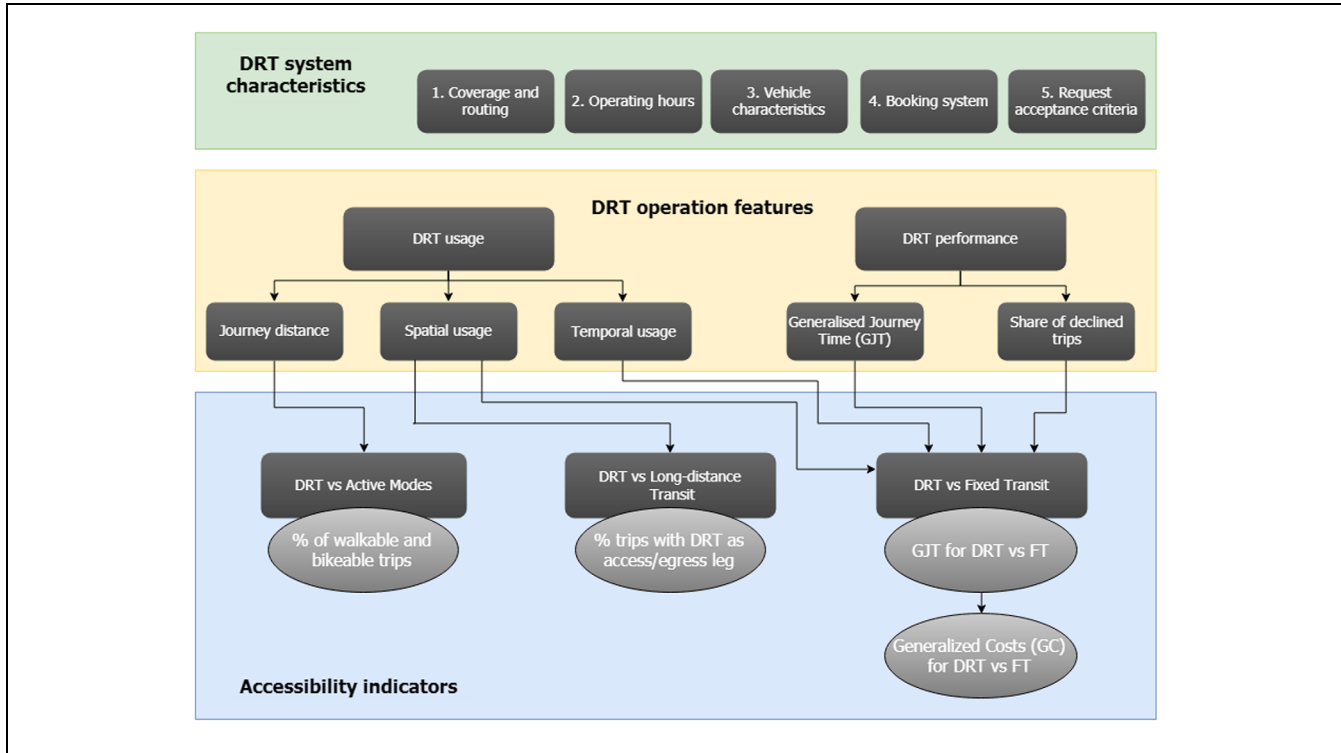 DRT system
characteristics
1. Coverage and
routing
2. Operating hours
3. Vehicle
characteristics
4. Booking system
5. Request
acceptance criteria
DRT operation features
DRT usage
DRT performance
Journey distance
Spatial usage
Temporal usage
Generalised Journey
Time (GJT)
Share of declined
trips
DRT vs Active Modes
% of walkable and
bikeable trips
DRT vs Long-distance
Transit
% trips with DRT as
access/egress leg
DRT vs Fixed Transit
GJT for DRT vs FT
Generalized Costs (GC)
for DRT vs FT
Accessibility indicators